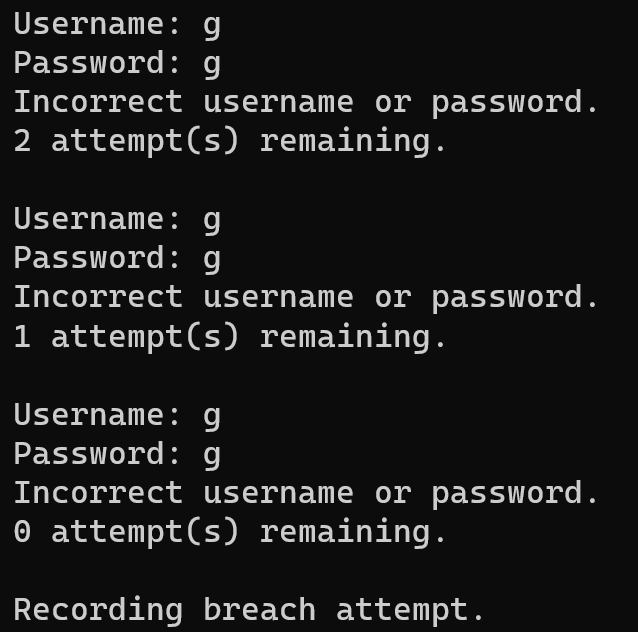 Username: g
Password: g
Incorrect username or password.
2 attempt(s) remaining.
Username: g
Password: g
Incorrect username or password.
1 attempt(s) remaining.
Username: g
Password: g
Incorrect username or password.
0 attempt(s) remaining.
Recording breach attempt.